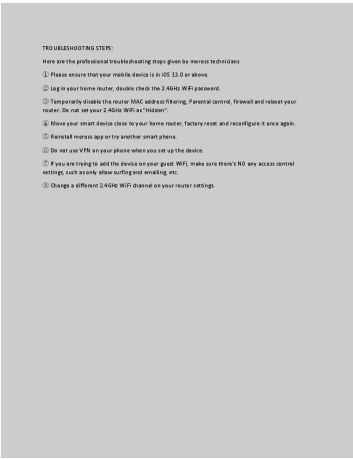 TROUBLESHOOTING STEPS:
Here are the professional troubleshooting steps given by meross technicians
① Please ensure that your mobile device is in iOS 13.0 or above.
② Log in your home router, double check the 2.4GHz WiFi password.
③ Temporarily disable the router MAC address filtering, Parental control, firewall and reboot your
router. Do not set your 2.4GHz WiFi as "Hidden".
④ Move your smart device close to your home router, factory reset and reconfigure it once again.
⑤ Reinstall meross app or try another smart phone.
⑥ Do not use VPN on your phone when you set up the device.
⑦ If you are trying to add the device on your guest WiFi, make sure there's NO any access control
settings, such as only allow surfing and emailing, etc.
⑧ Change a different 2.4GHz WiFi channel on your router settings.